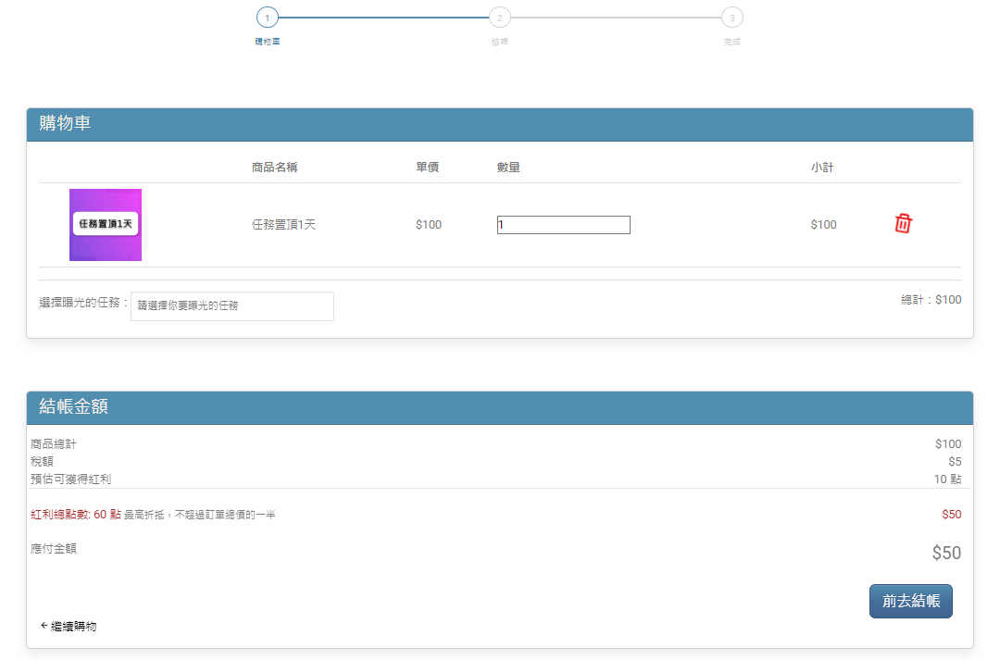 1
2
3
購物車
結帳
完成
購物車
商品名稱 單價 數量 小計
任務置頂1天
任務置頂1天 $100 1 $100
選擇曝光的任務： 請選擇你要曝光的任務
總計：$100
結帳金額
商品總計 $100
稅額 $5
預估可獲得紅利 10 點
紅利總點數: 60 點 最高折抵，不超過訂單總價的一半 $50
應付金額 $50
前去結帳
←繼續購物